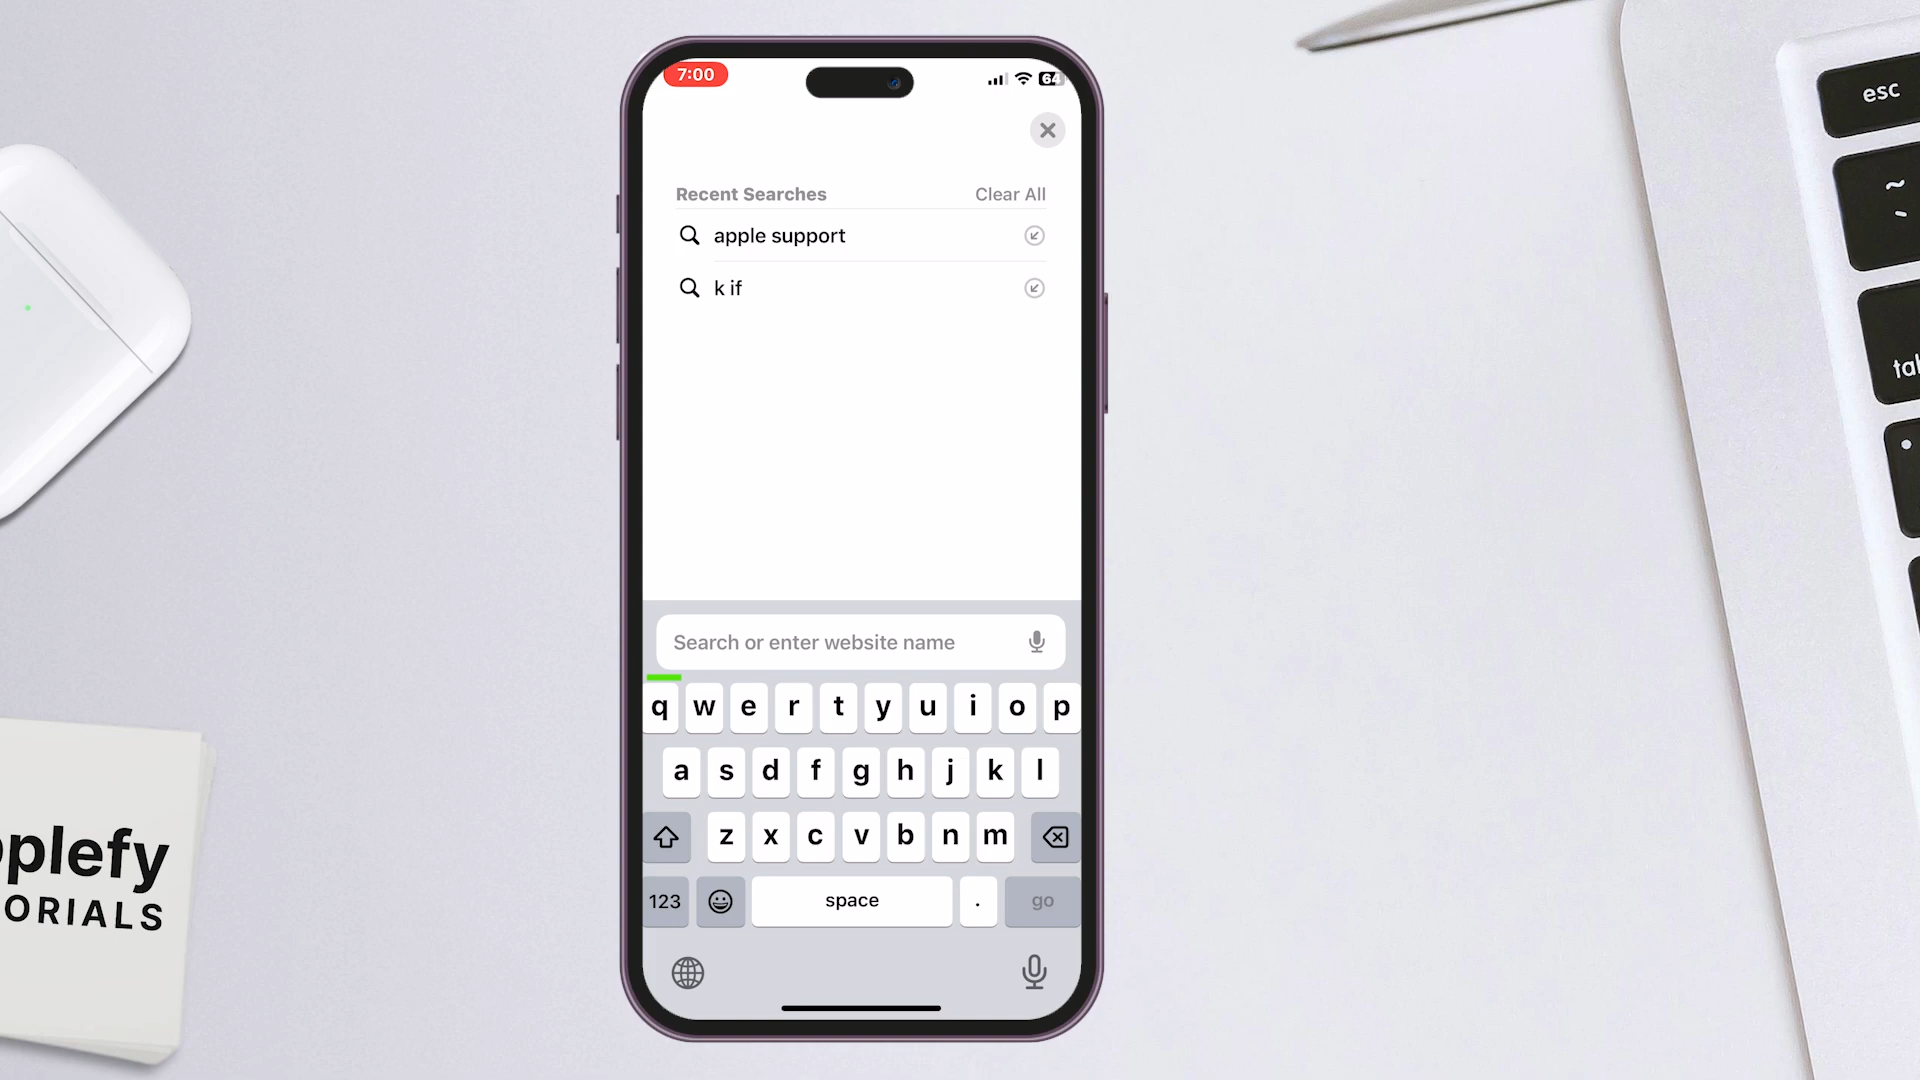 7:00
64
Recent Searches
Clear All
apple support
k if
Search or enter website name
q w e r t y u i o p
a s d f g h j k l
z x c v b n m
123
space
.
go
plefy
ORIALS
esc
~